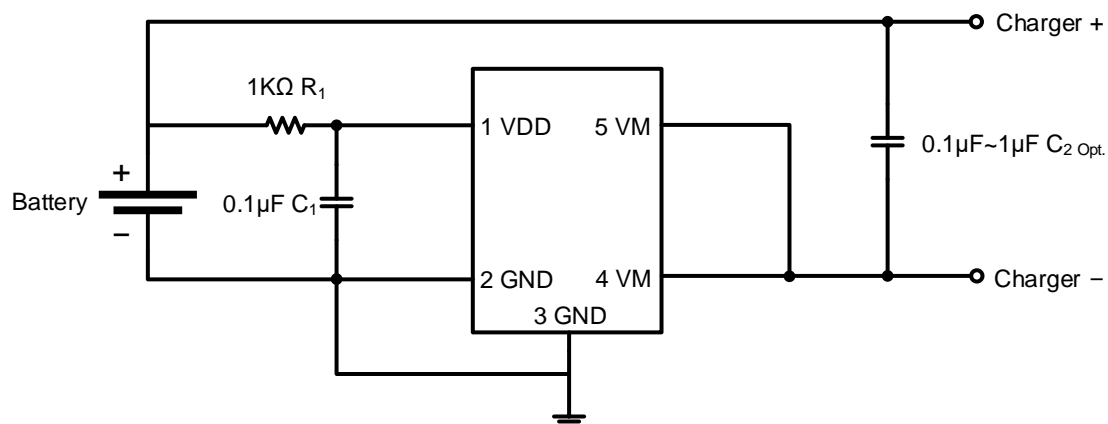 Charger +
1KΩ R1
1 VDD
5 VM
0.1μF~1μF C2 Opt.
+
Battery
0.1μF C1
−
2 GND
4 VM
Charger −
3 GND